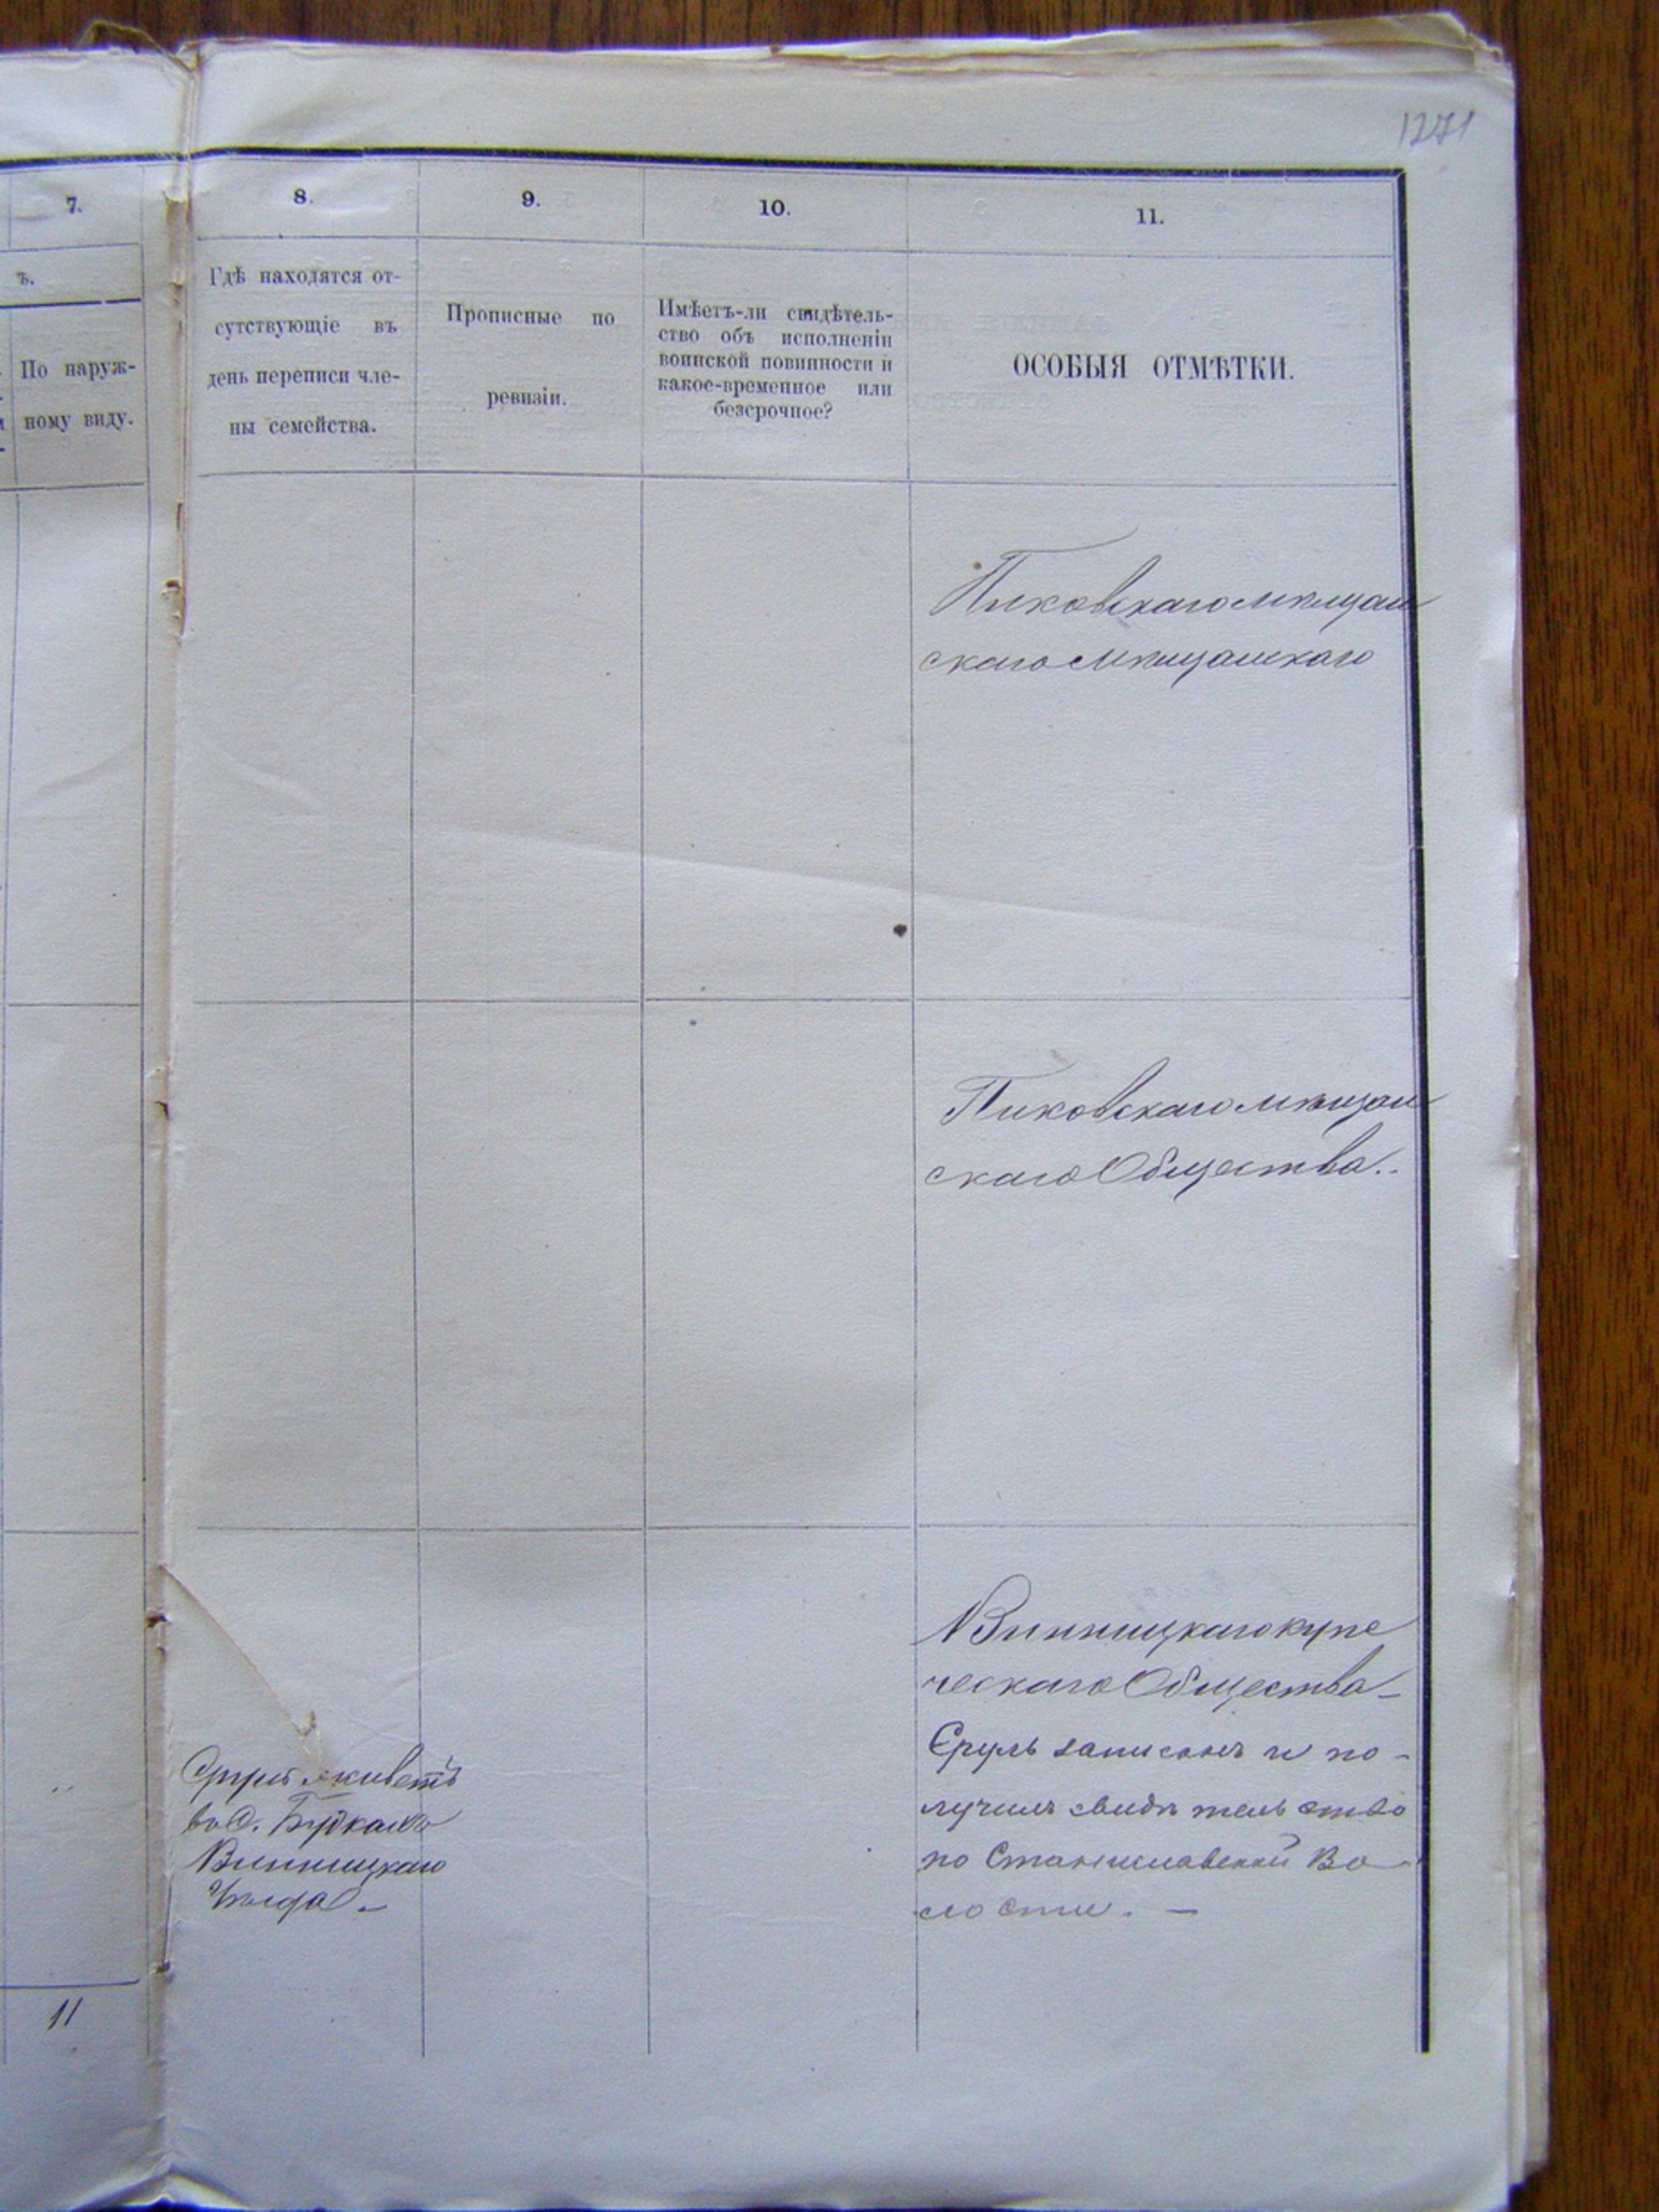 1271
7.
8.
9.
10.
11.
ъ.
По наруж-
ному виду.
Гдѣ находятся от-
сутствующіе въ
день переписи чле-
ны семейства.
Прописные по
ревизіи.
Имѣетъ-ли свидѣтель-
ство объ исполненіи
воинской повинности и
какое-временное или
безсрочное?
ОСОБЫЯ ОТМѢТКИ.
Пиковскаго мѣщан
скаго мѣщанскаго
Пиковскаго мѣщан
скаго Общества.
Винницкаго купе
ческаго Общества
Сруль записанъ и по-
лучилъ свидѣтельство
по Станиславской Во-
лости. —
Сруль живетъ
въ С.
Винницкаго
Уѣзда
11